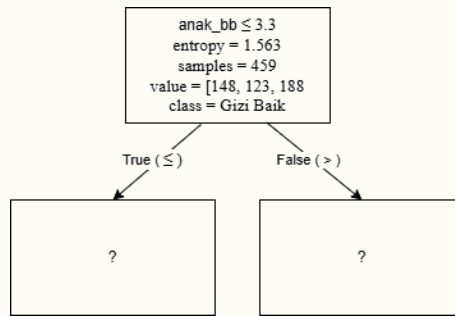 anak_bb ≤ 3.3
entropy = 1.563
samples = 459
value = [148, 123, 188
class = Gizi Baik
True ( ≤ )
False ( > )
?
?